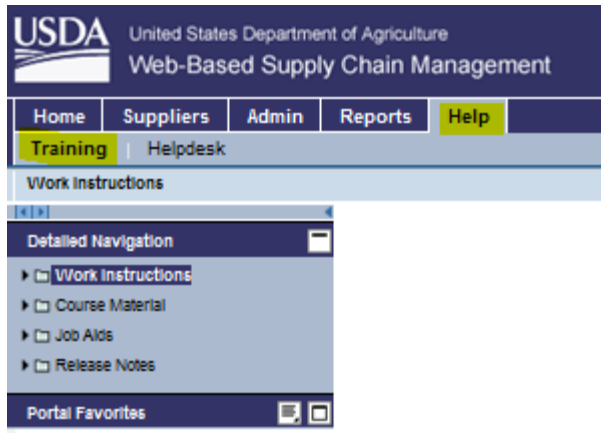 USDA
United States Department of Agriculture
Web-Based Supply Chain Management
Home Suppliers Admin Reports Help
Training | Helpdesk
Work Instructions
Detailed Navigation
Work Instructions
Course Material
Job Aids
Release Notes
Portal Favorites